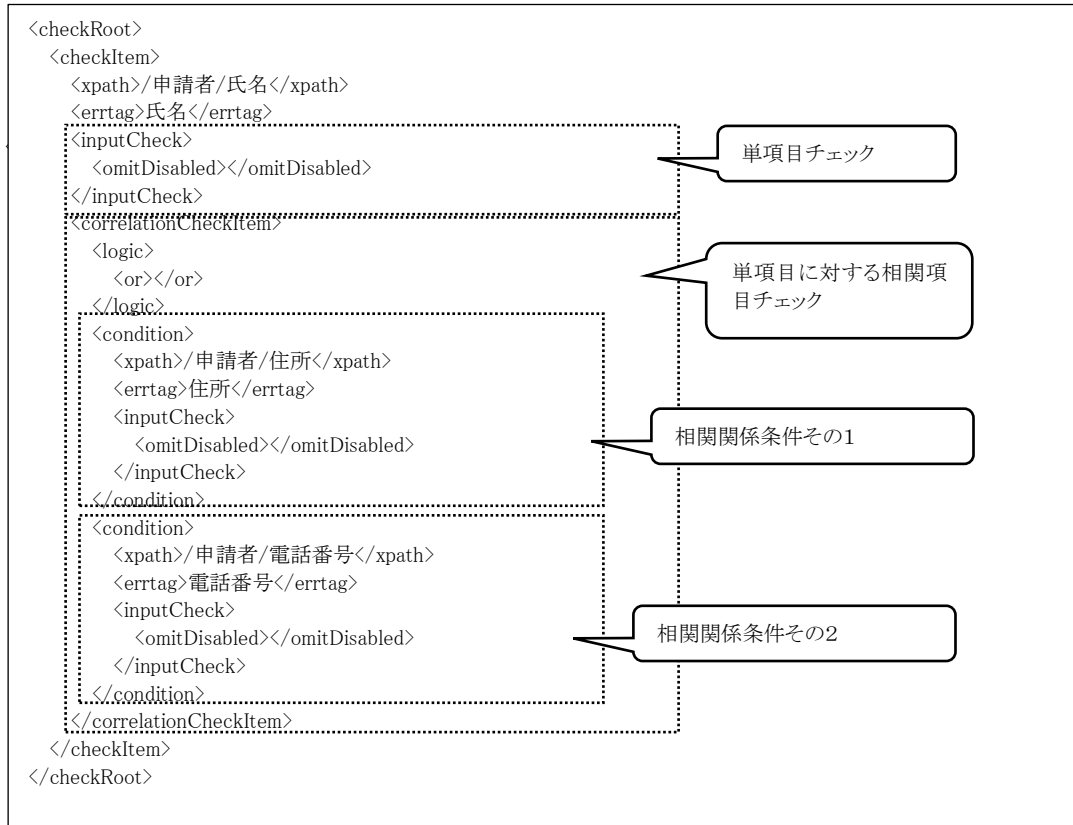 <checkRoot>
<checkItem>
<xpath>/申請者/氏名</xpath>
<errtag>氏名</errtag>
<inputCheck>
<omitDisabled></omitDisabled>
</inputCheck>
単項目チェック
<correlationCheckItem>
<logic>
<or></or>
</logic>
単項目に対する相関項
目チェック
<condition>
<xpath>/申請者/住所</xpath>
<errtag>住所</errtag>
<inputCheck>
<omitDisabled></omitDisabled>
</inputCheck>
</condition>
相関関係条件その1
<condition>
<xpath>/申請者/電話番号</xpath>
<errtag>電話番号</errtag>
<inputCheck>
<omitDisabled></omitDisabled>
</inputCheck>
</condition>
相関関係条件その2
</correlationCheckItem>
</checkItem>
</checkRoot>